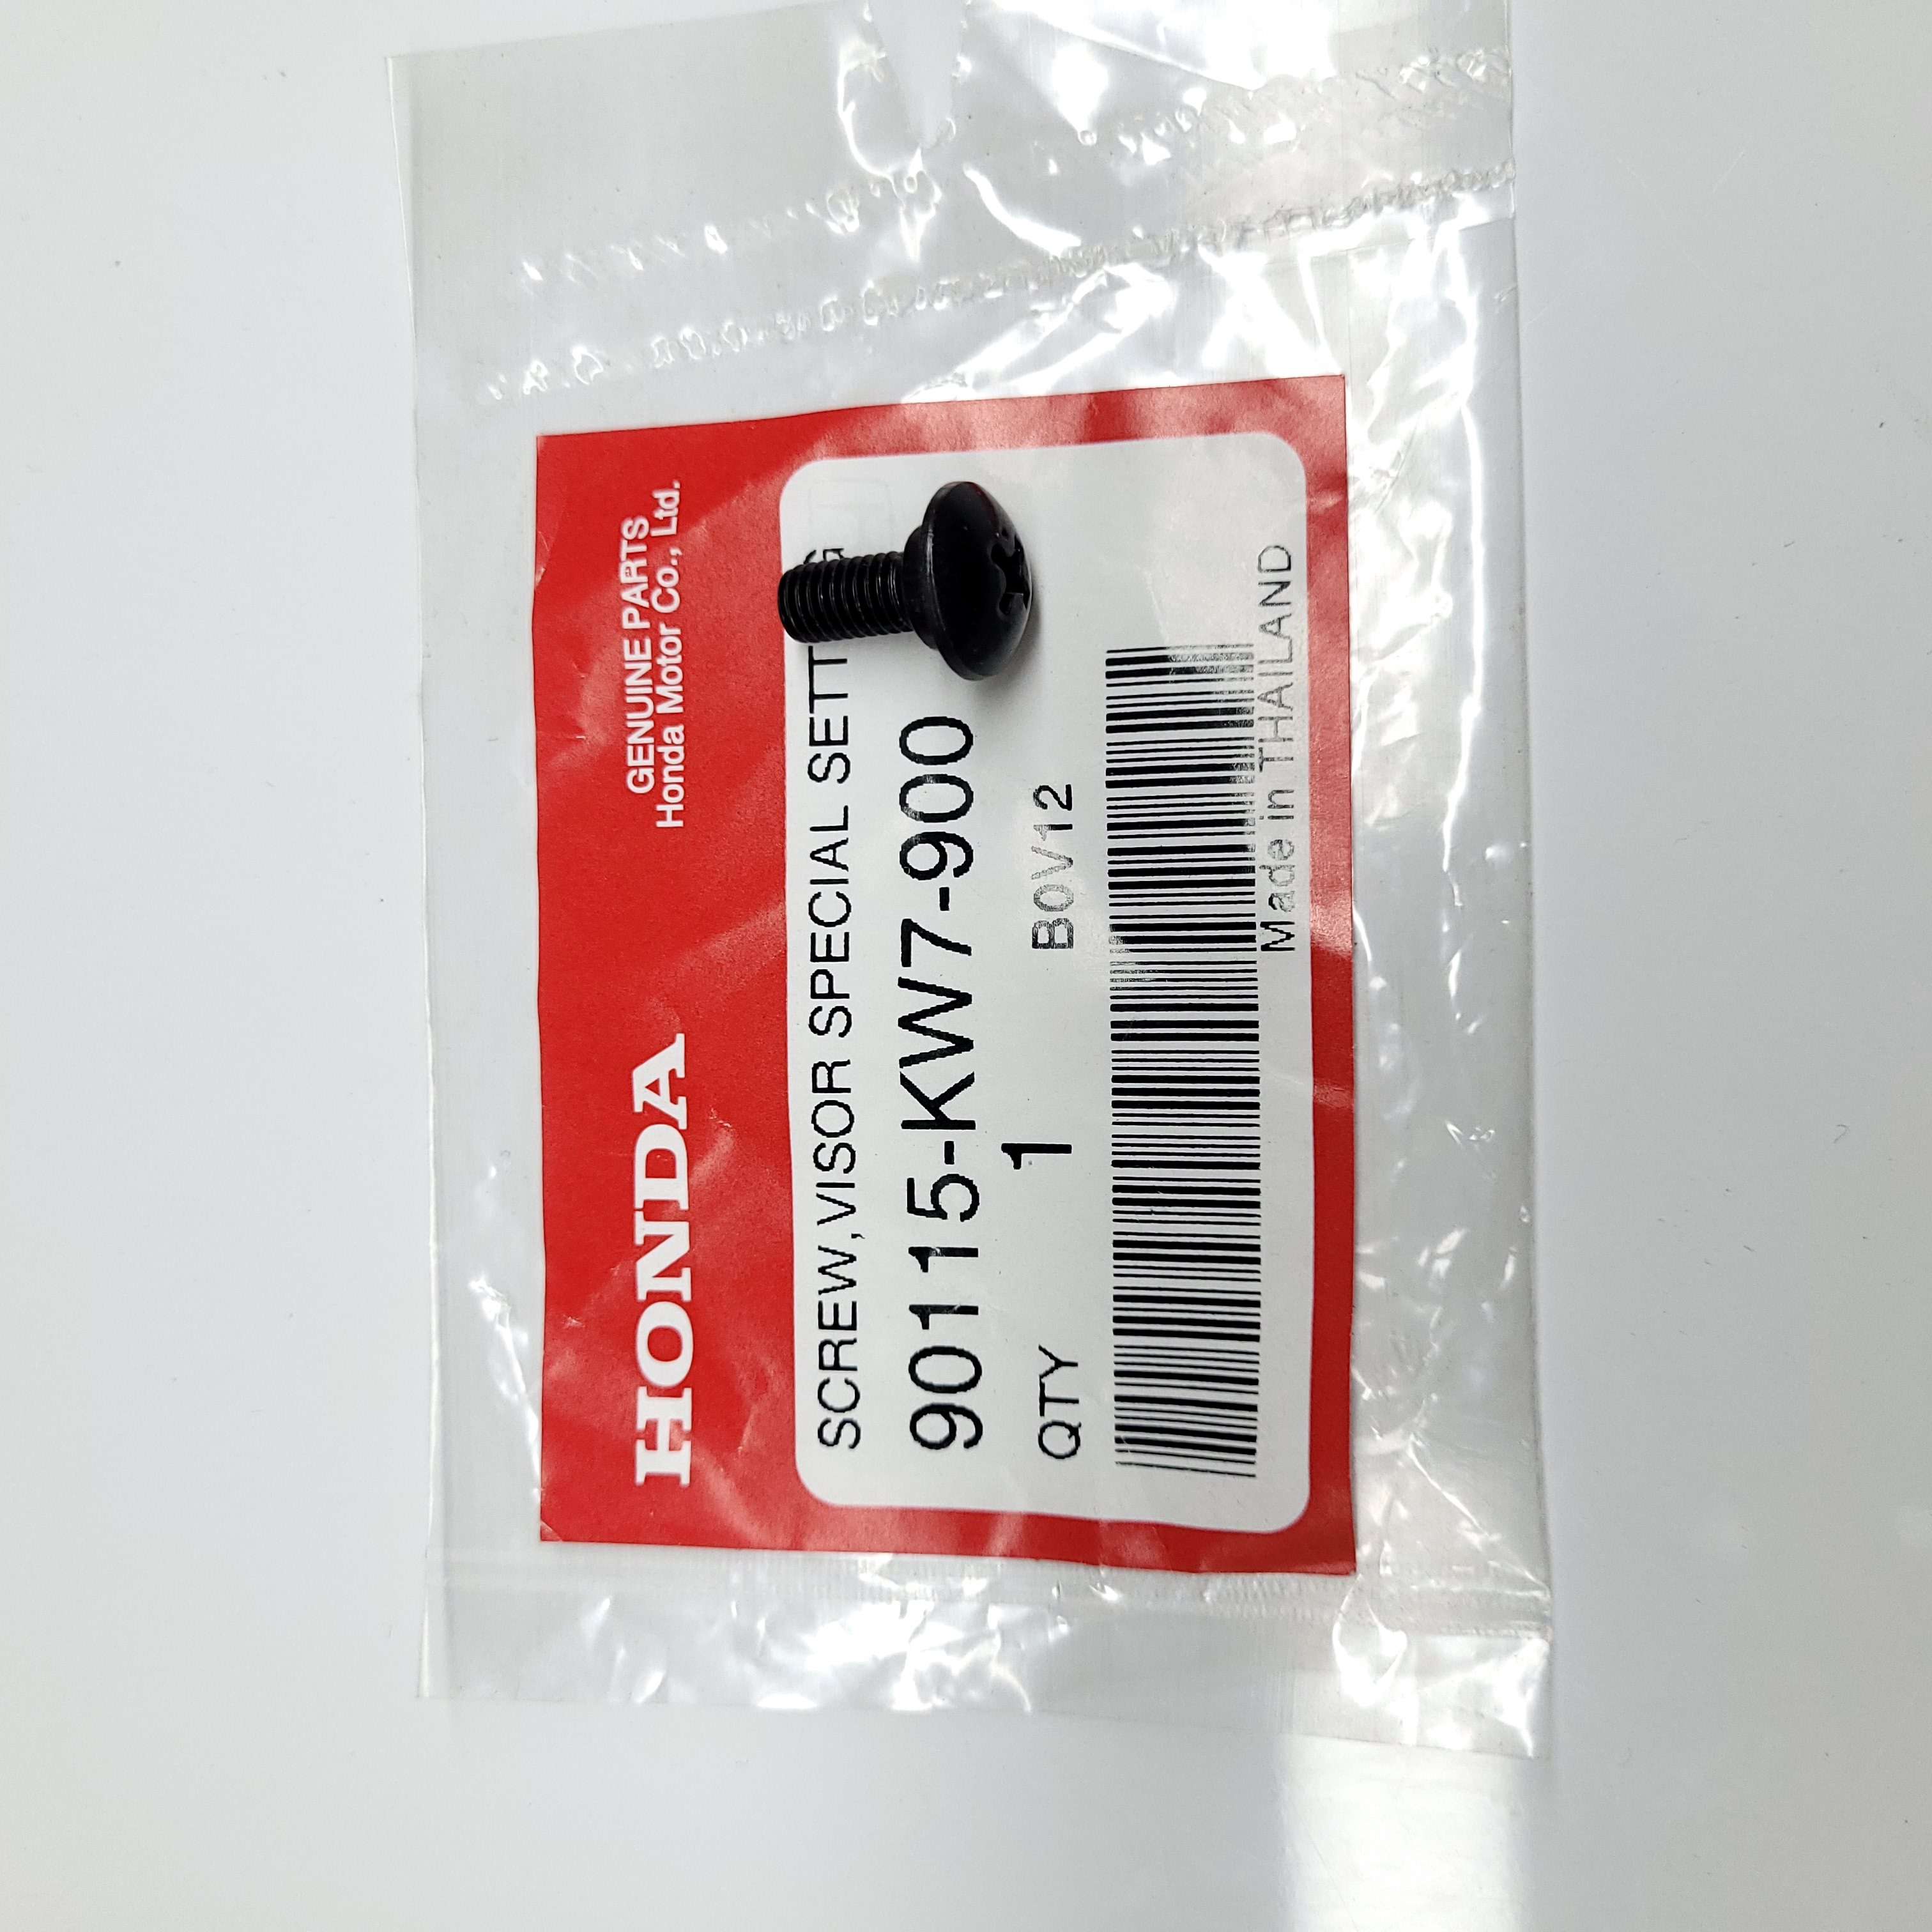 HONDA
GENUINE PARTS
Honda Motor Co., Ltd.
SCREW,VISOR SPECIAL SETT G
90115-KW7-900
QTY 1 B0V12
Made in THAILAND